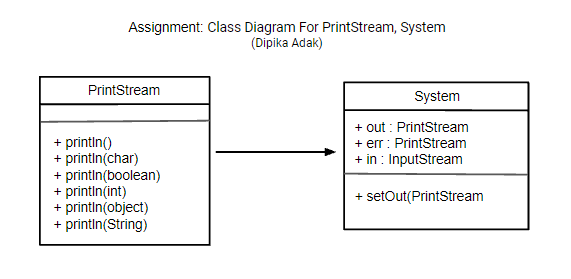 Assignment: Class Diagram For PrintStream, System
(Dipika Adak)
PrintStream
+ println()
+ println(char)
+ println(boolean)
+ println(int)
+ println(object)
+ println(String)
System
+ out : PrintStream
+ err : PrintStream
+ in : InputStream
+ setOut(PrintStream